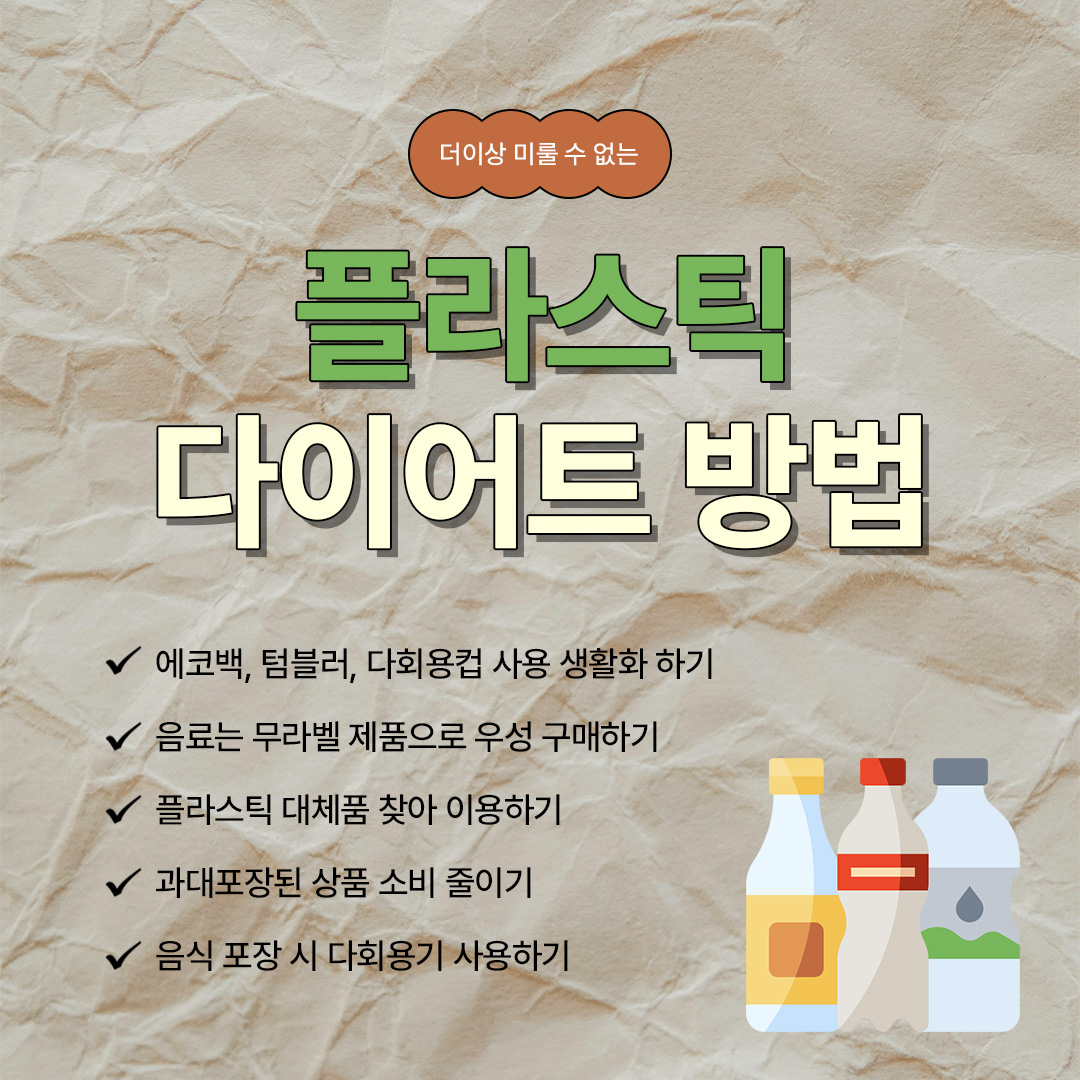 더이상 미룰 수 없는
플라스틱
다이어트 방법
에코백, 텀블러, 다회용컵 사용 생활화 하기
음료는 무라벨 제품으로 우성 구매하기
플라스틱 대체품 찾아 이용하기
과대포장된 상품 소비 줄이기
음식 포장 시 다회용기 사용하기